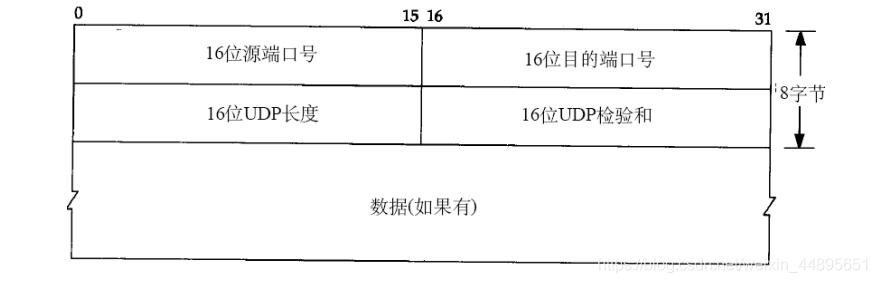 0 15 16 31
16位源端口号 16位目的端口号
8字节
16位UDP长度 16位UDP检验和
数据(如果有)
https://blog.csdn.net/weixin_44895651